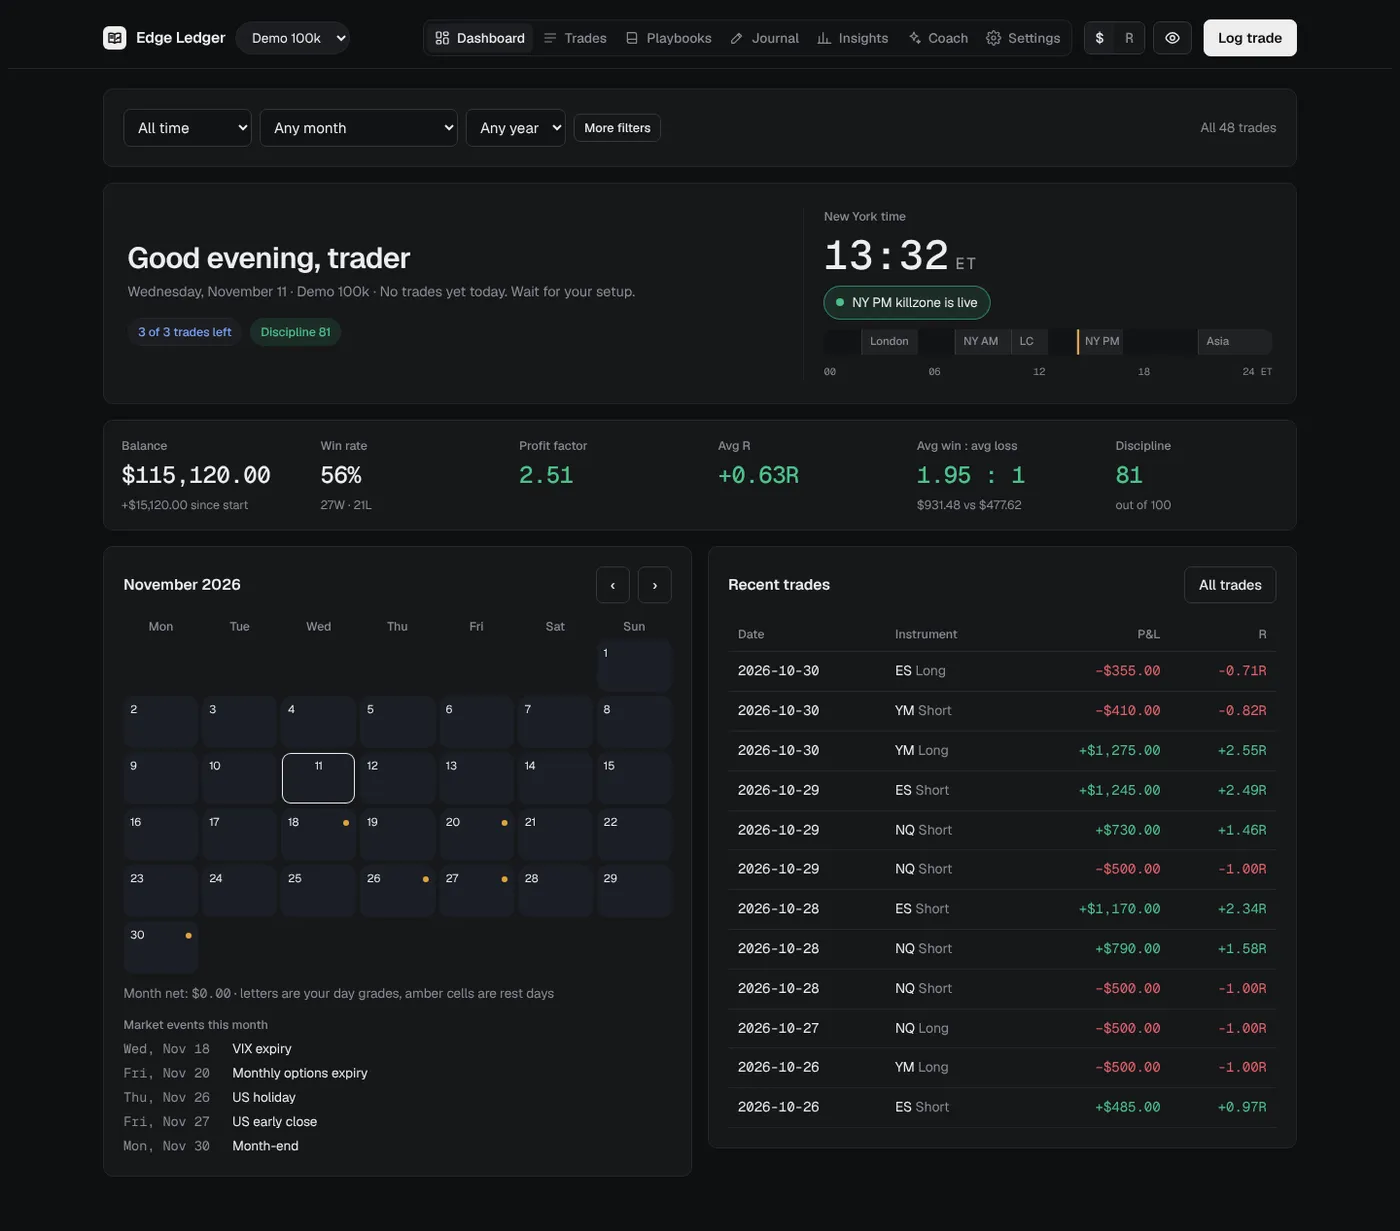 Edge Ledger Demo 100k Dashboard Trades Playbooks Journal Insights Coach Settings $ R Log trade
All time Any month Any year More filters All 48 trades
Good evening, trader
Wednesday, November 11 · Demo 100k · No trades yet today. Wait for your setup.
3 of 3 trades left Discipline 81
New York time
13:32 ET
NY PM killzone is live
London NY AM LC NY PM Asia
00 06 12 18 24 ET
Balance Win rate Profit factor Avg R Avg win : avg loss Discipline
$115,120.00 56% 2.51 +0.63R 1.95 : 1 81
+$15,120.00 since start 27W · 21L $931.48 vs $477.62 out of 100
November 2026 ‹ ›
Mon Tue Wed Thu Fri Sat Sun
1
2 3 4 5 6 7 8
9 10 11 12 13 14 15
16 17 18 19 20 21 22
23 24 25 26 27 28 29
30
Month net: $0.00 · letters are your day grades, amber cells are rest days
Market events this month
Wed, Nov 18 VIX expiry
Fri, Nov 20 Monthly options expiry
Thu, Nov 26 US holiday
Fri, Nov 27 US early close
Mon, Nov 30 Month-end
Recent trades All trades
Date Instrument P&L R
2026-10-30 ES Long −$355.00 -0.71R
2026-10-30 YM Short −$410.00 -0.82R
2026-10-30 YM Long +$1,275.00 +2.55R
2026-10-29 ES Short +$1,245.00 +2.49R
2026-10-29 NQ Short +$730.00 +1.46R
2026-10-29 NQ Short −$500.00 -1.00R
2026-10-28 ES Short +$1,170.00 +2.34R
2026-10-28 NQ Short +$790.00 +1.58R
2026-10-28 NQ Short −$500.00 -1.00R
2026-10-27 NQ Long −$500.00 -1.00R
2026-10-26 YM Long −$500.00 -1.00R
2026-10-26 ES Short +$485.00 +0.97R